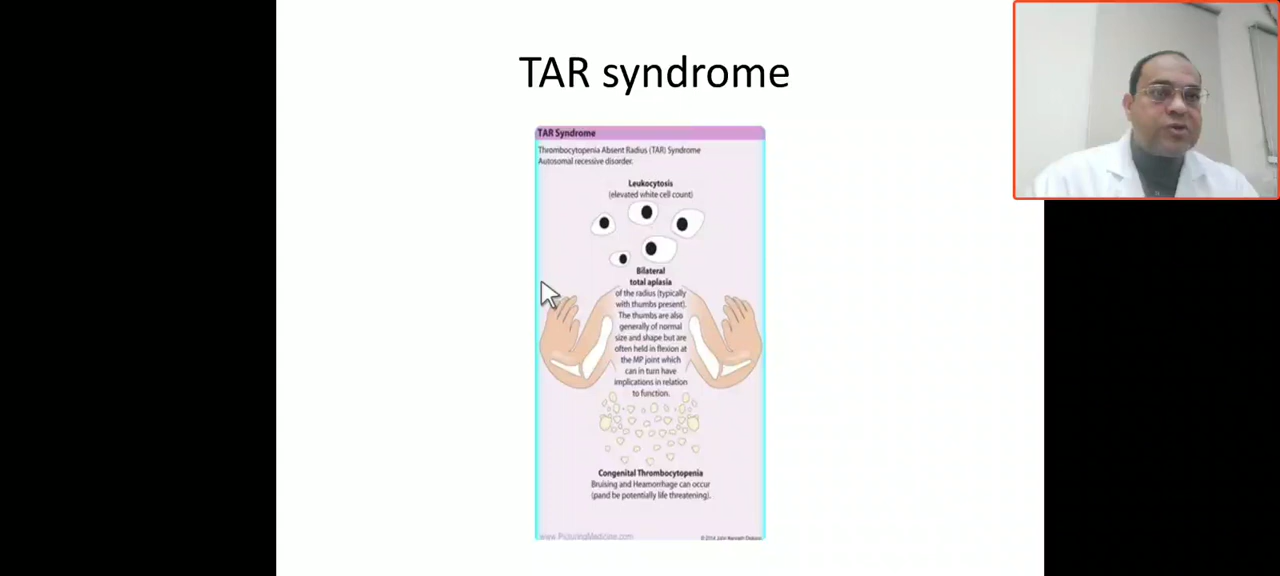 TAR syndrome
TAR Syndrome
Thrombocytopenia Absent Radius (TAR) Syndrome
Autosomal recessive disorder.
Leukocytosis
(elevated white cell count)
Bilateral
total aplasia
of the radius (typically
with thumbs present).
The thumbs are also
generally of normal
size and shape but are
often held in flexion at
the MP joint which
can in turn have
implications in relation
to function.
Congenital Thrombocytopenia
Bruising and Heamorrhage can occur
(pand be potentially life threatening).
www.PicturingMedicine.com
© 2014 John Kenneth